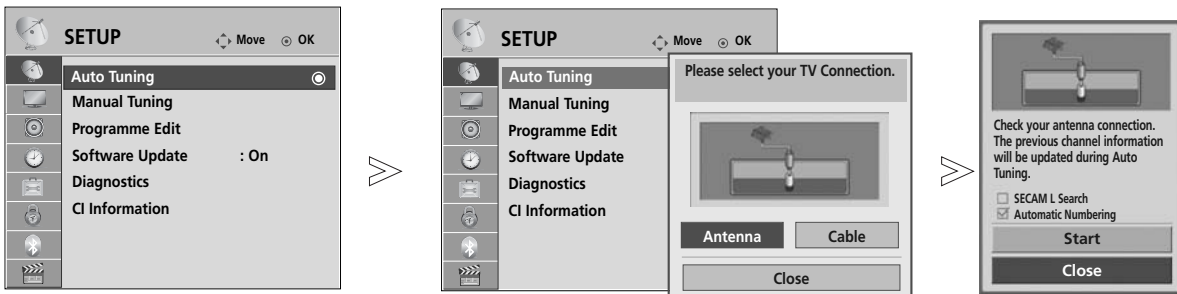 SETUP
Move OK
Auto Tuning
Manual Tuning
Programme Edit
Software Update : On
Diagnostics
CI Information
SETUP
Move OK
Auto Tuning
Manual Tuning
Programme Edit
Software Update
Diagnostics
CI Information
Please select your TV Connection.
Antenna Cable
Close
Check your antenna connection.
The previous channel information
will be updated during Auto
Tuning.
SECAM L Search
Automatic Numbering
Start
Close